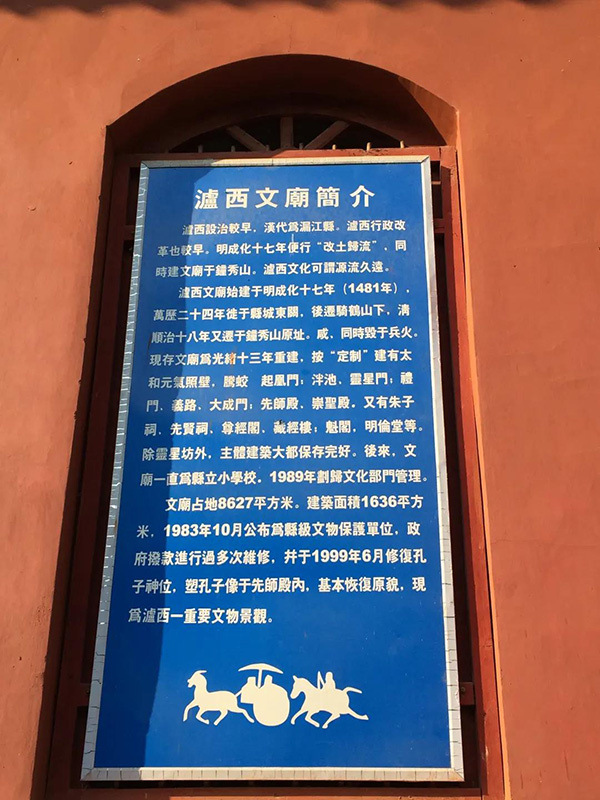 瀘西文廟簡介
瀘西設治較早，漢代爲漏江縣。瀘西行政改
革也較早。明成化十七年便行“改土歸流”，同
時建文廟于鐘秀山。瀘西文化可謂源流久遠。
瀘西文廟始建于明成化十七年（1481年），
萬歷二十四年徙于縣城東關，後遷騎鶴山下，清
順治十八年又遷于鐘秀山原址。咸、同時毀于兵火。
現存文廟爲光緒十三年重建，按“定制”建有太
和元氣照壁，騰蛟 起凰門；泮池、靈星門；禮
門、義路、大成門；先師殿、崇聖殿。又有朱子
祠、先賢祠、尊經閣、藏經樓；魁閣，明倫堂等。
除靈星坊外，主體建築大都保存完好。後來，文
廟一直爲縣立小學校，1989年劃歸文化部門管理。
文廟占地8627平方米。建築面積1636平方
米，1983年10月公布爲縣級文物保護單位，政
府撥款進行過多次維修，幷于1999年6月修復孔
子神位，塑孔子像于先師殿內，基本恢復原貌，現
爲瀘西一重要文物景觀。